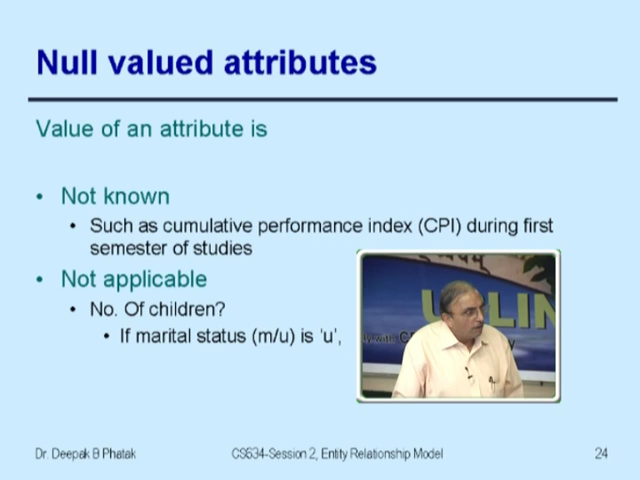 Null valued attributes
Value of an attribute is
• Not known
• Such as cumulative performance index (CPI) during first
semester of studies
• Not applicable
• No. Of children?
• If marital status (m/u) is 'u',
Dr. Deepak B Phatak
CS634-Session 2, Entity Relationship Model
24